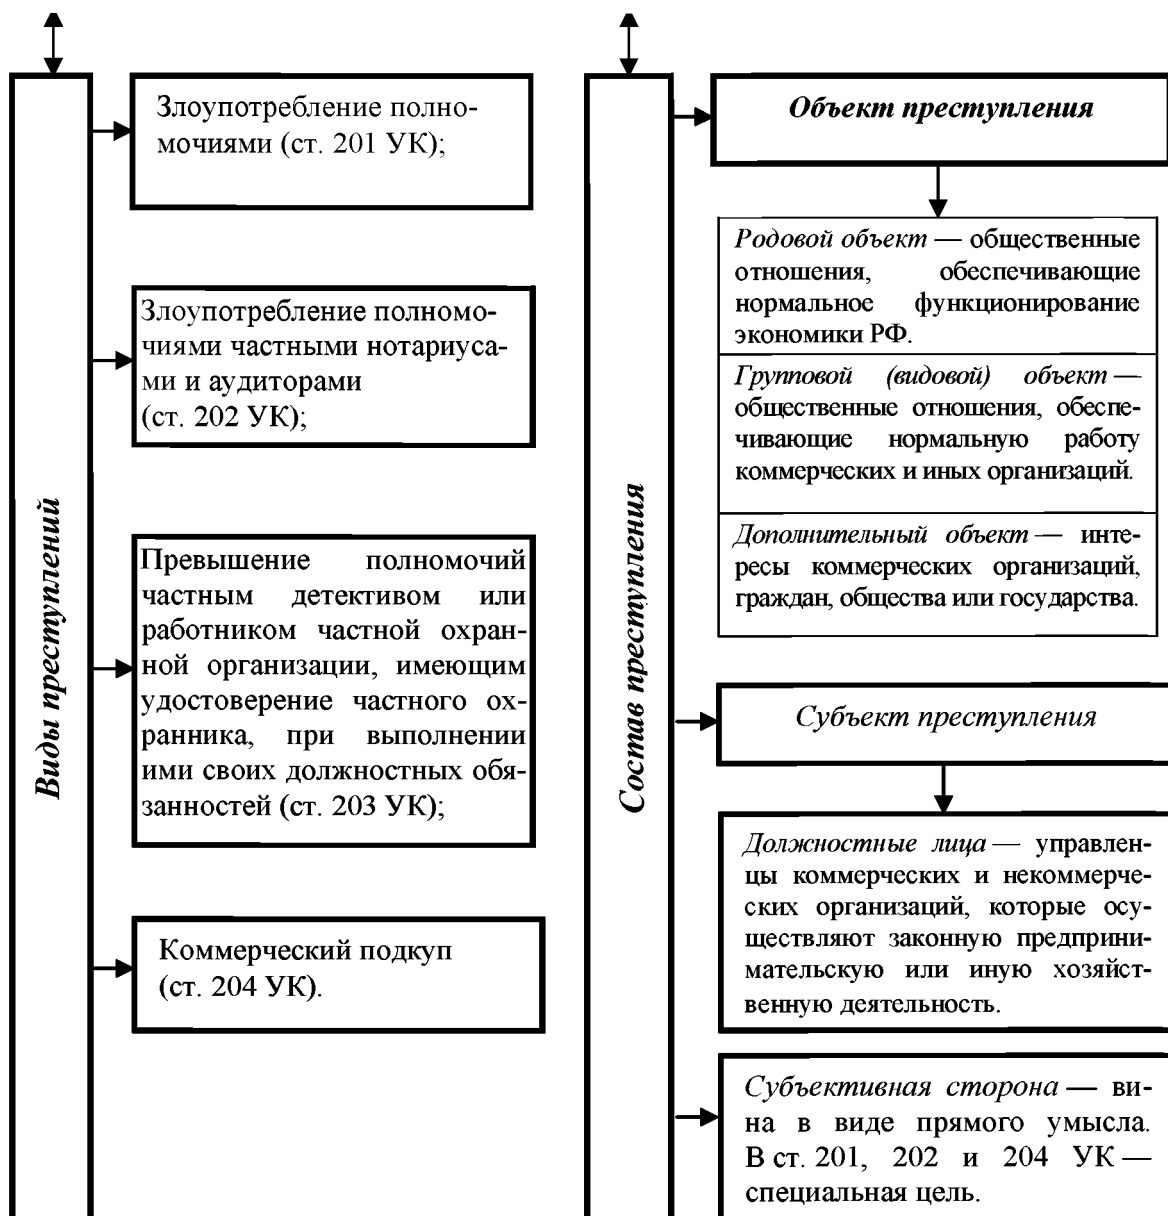 Виды преступлений
Злоупотребление полно-
мочиями (ст. 201 УК);
Злоупотребление полномо-
чиями частными нотариуса-
ми и аудиторами
(ст. 202 УК);
Превышение полномочий
частным детективом или
работником частной охран-
ной организации, имеющим
удостоверение частного ох-
ранника, при выполнении
ими своих должностных обя-
занностей (ст. 203 УК);
Коммерческий подкуп
(ст. 204 УК).
Состав преступления
Объект преступления
Родовой объект — общественные
отношения, обеспечивающие
нормальное функционирование
экономики РФ.
Групповой (видовой) объект —
общественные отношения, обеспе-
чивающие нормальную работу
коммерческих и иных организаций.
Дополнительный объект — инте-
ресы коммерческих организаций,
граждан, общества или государства.
Субъект преступления
Должностные лица — управлен-
цы коммерческих и некоммерче-
ских организаций, которые осу-
ществляют законную предприни-
мательскую или иную хозяйст-
венную деятельность.
Субъективная сторона — ви-
на в виде прямого умысла.
В ст. 201, 202 и 204 УК —
специальная цель.